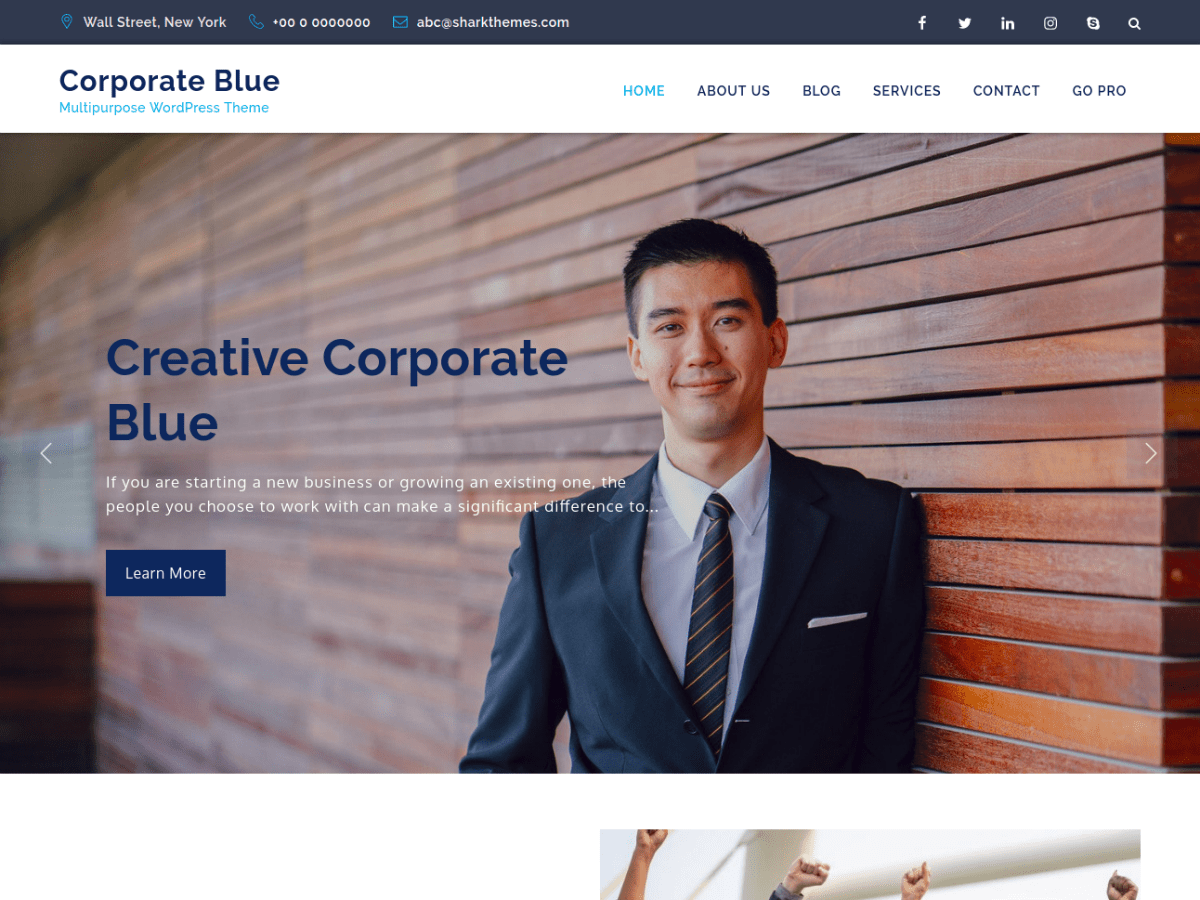 Wall Street, New York +00 0 0000000 abc@sharkthemes.com
Corporate Blue
Multipurpose WordPress Theme
HOME ABOUT US BLOG SERVICES CONTACT GO PRO
Creative Corporate
Blue
If you are starting a new business or growing an existing one, the
people you choose to work with can make a significant difference to...
Learn More